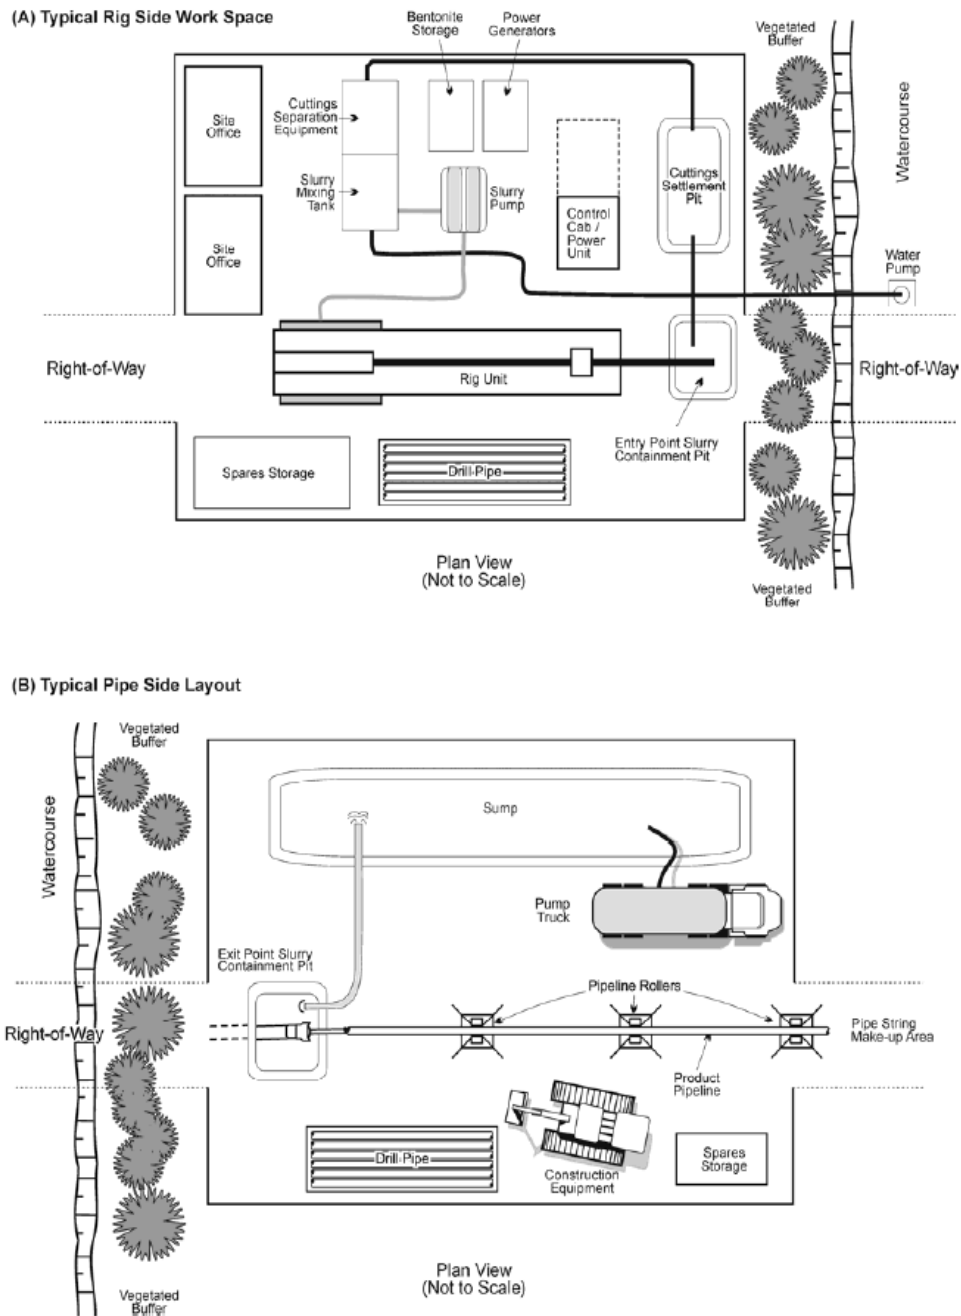 (A) Typical Rig Side Work Space
Bentonite
Storage
Power
Generators
Vegetated
Buffer
Site
Office
Cuttings
Separation
Equipment
Slurry
Mixing
Tank
Slurry
Pump
Control
Cab /
Power
Unit
Cuttings
Settlement
Pit
Watercourse
Site
Office
Water
Pump
Right-of-Way
Rig Unit
Right-of-Way
Entry Point Slurry
Containment Pit
Spares Storage
Drill-Pipe
Plan View
(Not to Scale)
Vegetated
Buffer
(B) Typical Pipe Side Layout
Vegetated
Buffer
Watercourse
Sump
Pump
Truck
Exit Point Slurry
Containment Pit
Pipeline Rollers
Right-of-Way
Pipe String
Make-up Area
Product
Pipeline
Drill-Pipe
Construction
Equipment
Spares
Storage
Plan View
(Not to Scale)
Vegetated
Buffer